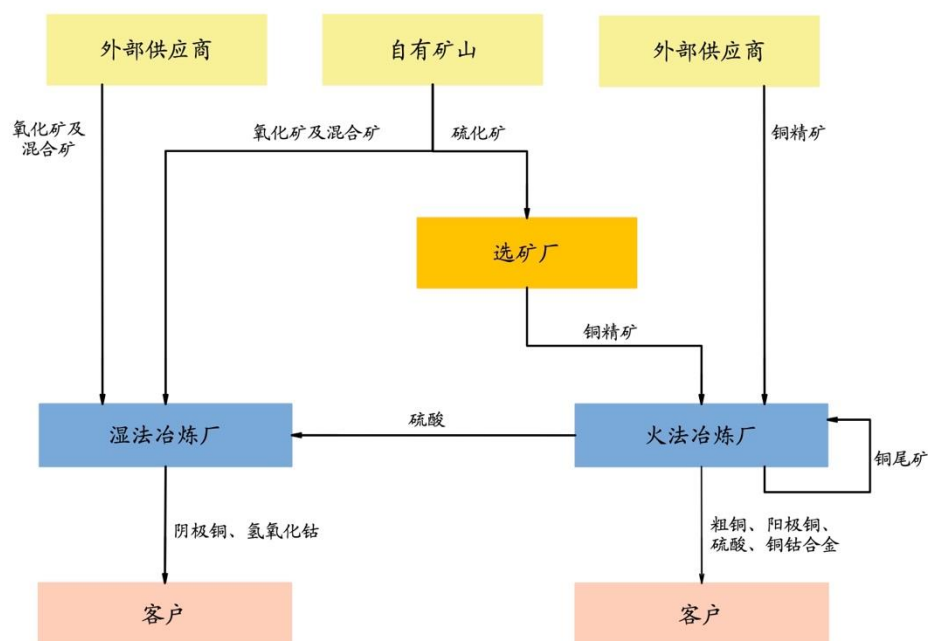 外部供应商
自有矿山
外部供应商
氧化矿及
混合矿
氧化矿及混合矿
硫化矿
铜精矿
选矿厂
铜精矿
湿法冶炼厂
硫酸
火法冶炼厂
铜尾矿
阴极铜、氢氧化钴
粗铜、阳极铜、
硫酸、铜钴合金
客户
客户